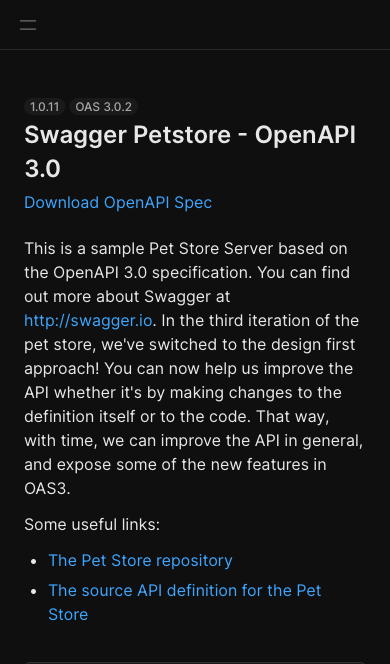 1.0.11 OAS 3.0.2
Swagger Petstore - OpenAPI
3.0
Download OpenAPI Spec
This is a sample Pet Store Server based on
the OpenAPI 3.0 specification. You can find
out more about Swagger at
http://swagger.io. In the third iteration of the
pet store, we've switched to the design first
approach! You can now help us improve the
API whether it's by making changes to the
definition itself or to the code. That way,
with time, we can improve the API in general,
and expose some of the new features in
OAS3.
Some useful links:
• The Pet Store repository
• The source API definition for the Pet
Store